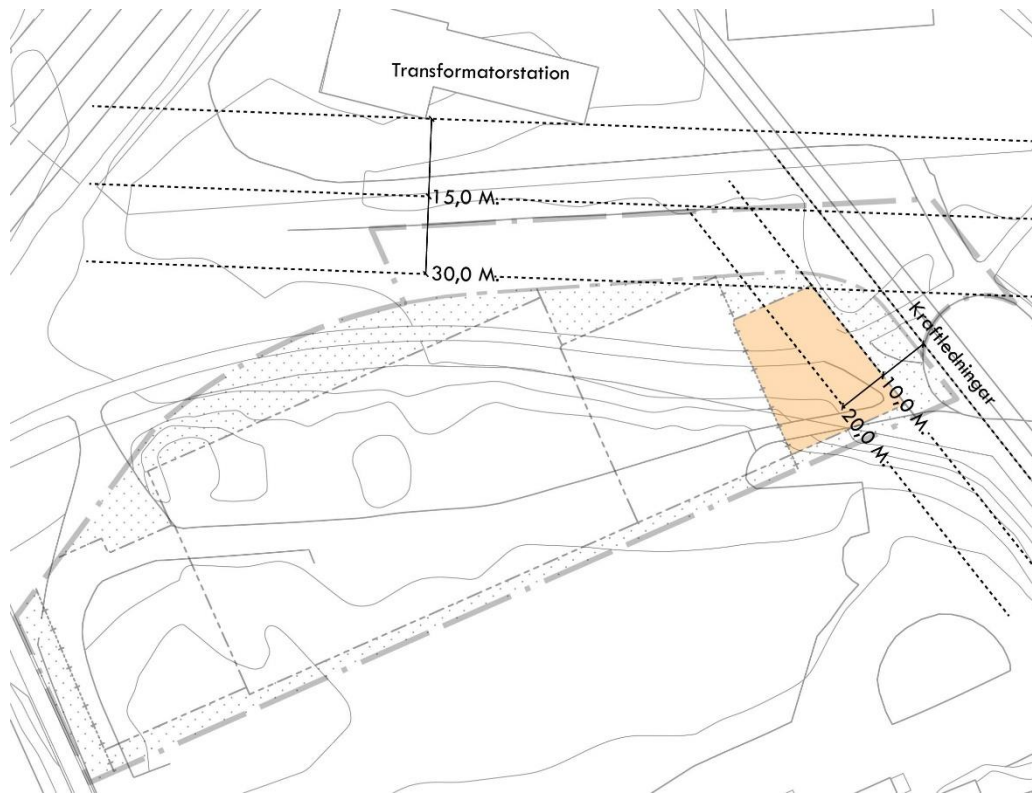 Transformatorstation
15,0 M.
30,0 M.
Kraftledningar
10,0 M.
20,0 M.